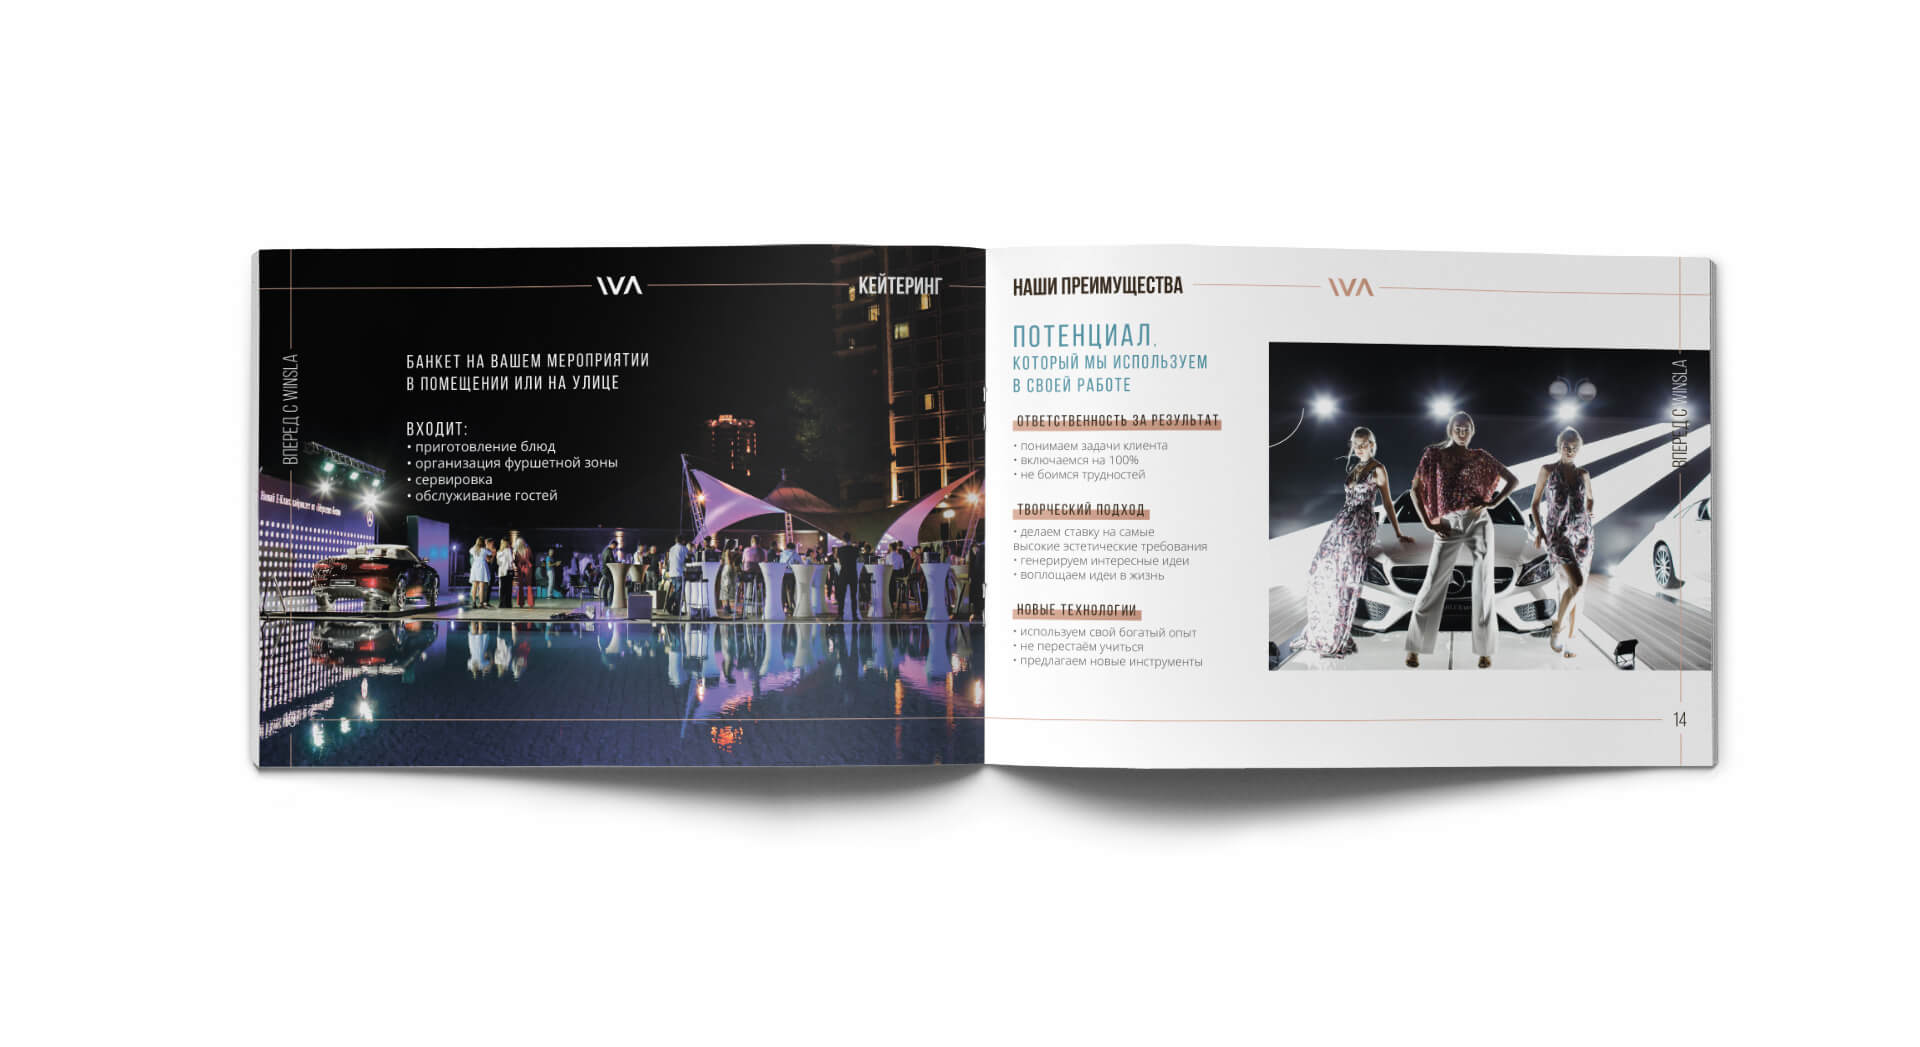 WA
КЕЙТЕРИНГ
ВПЕРЕД С WINSLA
БАНКЕТ НА ВАШЕМ МЕРОПРИЯТИИ
В ПОМЕЩЕНИИ ИЛИ НА УЛИЦЕ
ВХОДИТ:
• приготовление блюд
• организация фуршетной зоны
• сервировка
• обслуживание гостей
НАШИ ПРЕИМУЩЕСТВА
WA
ПОТЕНЦИАЛ,
КОТОРЫЙ МЫ ИСПОЛЬЗУЕМ
В СВОЕЙ РАБОТЕ
ОТВЕТСТВЕННОСТЬ ЗА РЕЗУЛЬТАТ
• понимаем задачи клиента
• включаемся на 100%
• не боимся трудностей
ТВОРЧЕСКИЙ ПОДХОД
• делаем ставку на самые
высокие эстетические требования
• генерируем интересные идеи
• воплощаем идеи в жизнь
НОВЫЕ ТЕХНОЛОГИИ
• используем свой богатый опыт
• не перестаём учиться
• предлагаем новые инструменты
ВПЕРЕД С WINSLA
14